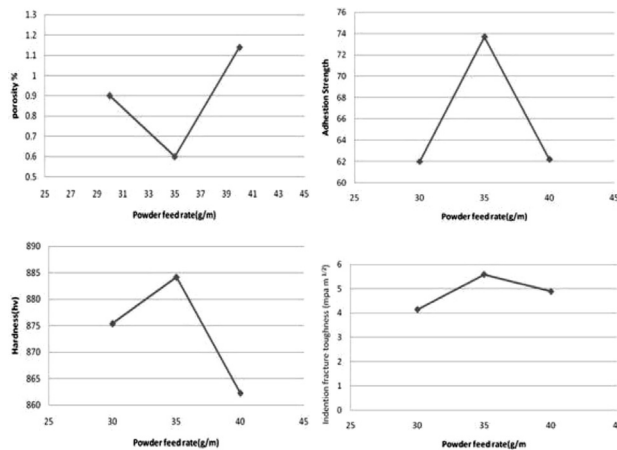 1.3
1.2
1.1
1
0.9
0.8
0.7
0.6
0.5
porosity %
25 27 29 31 33 35 37 39 41 43 45
Powder feed rate(g/m)
76
74
72
70
68
66
64
62
60
Adhestion Strength
25 30 35 40 45
Powder feed rate(g/m)
890
885
880
875
870
865
860
Hardness(hv)
25 30 35 40 45
Powder feed rate(g/m)
6
5
4
3
2
1
0
Indention fracture toughness (mpa m 1/2)
25 30 35 40 45
Powder feed rate(g/m